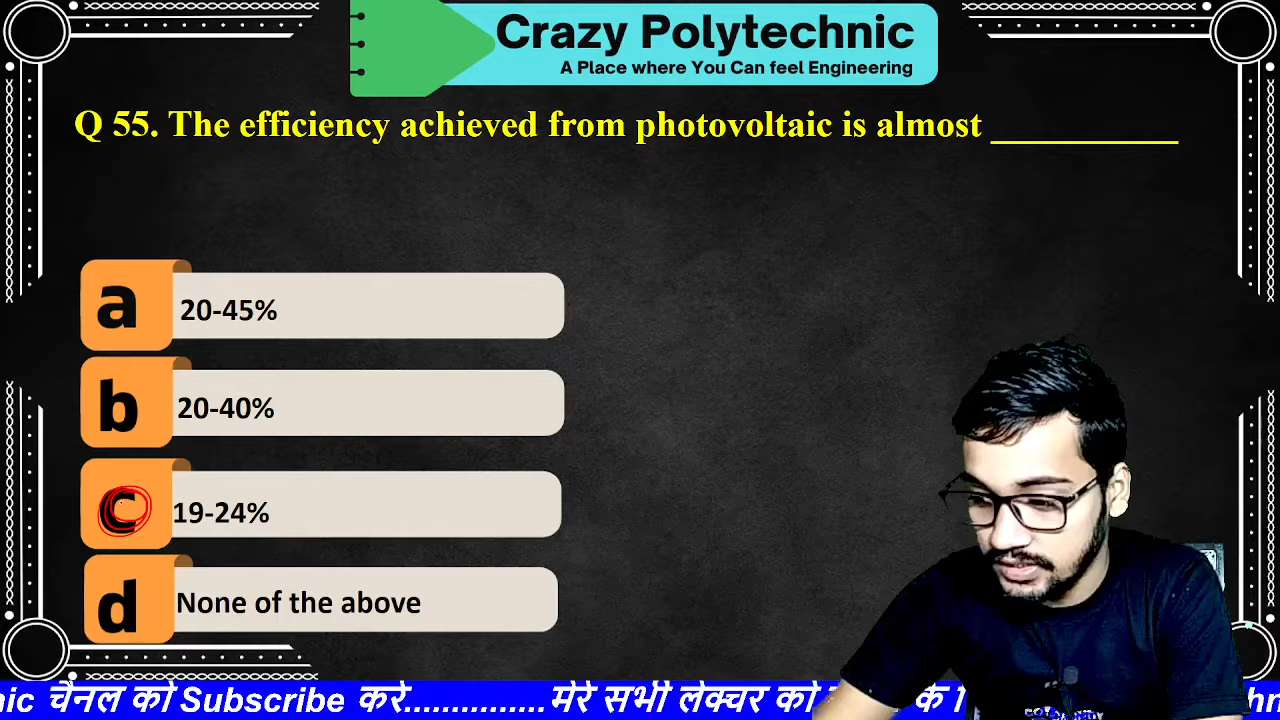 Crazy Polytechnic
A Place where You Can feel Engineering
Q 55. The efficiency achieved from photovoltaic is almost __________
a 20-45%
b 20-40%
c 19-24%
d None of the above
nic चैनल को Subscribe करे...............मेरे सभी लेक्चर को